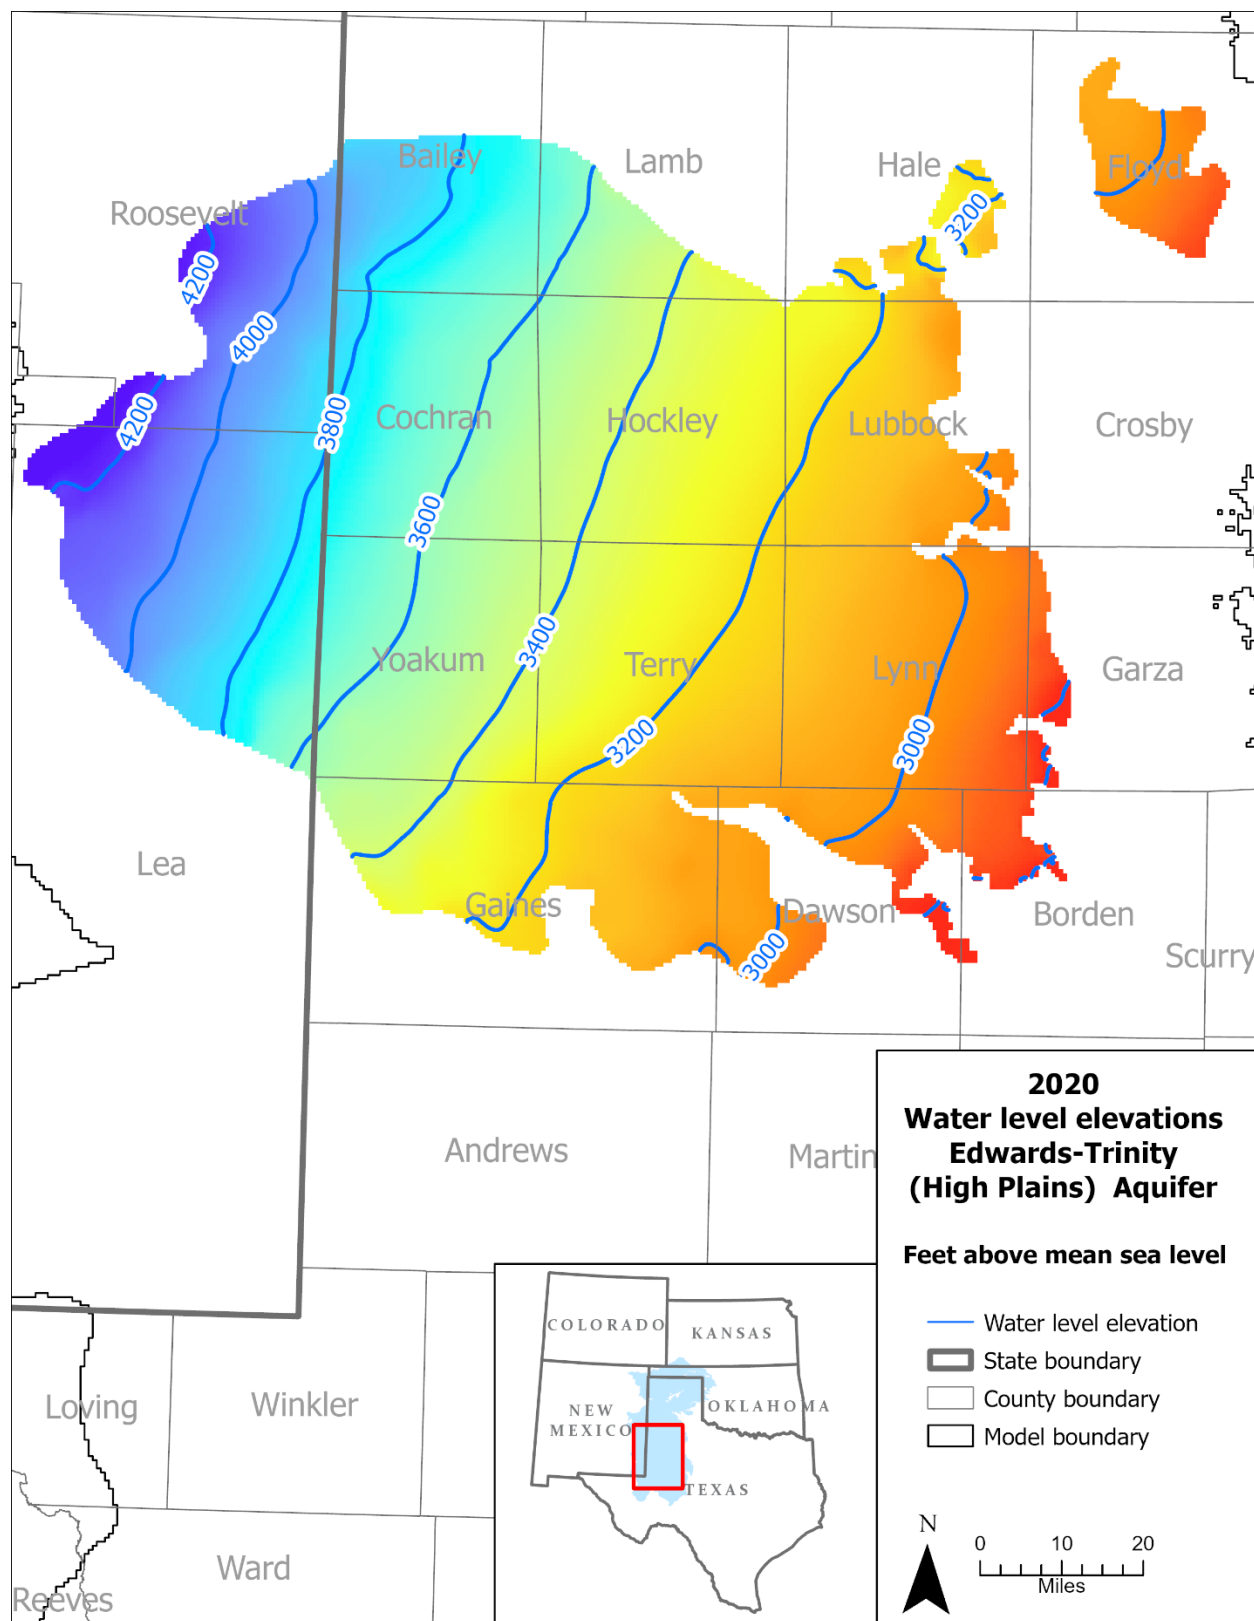 Bailey
Lamb
Hale
Floyd
Roosevelt
3200
4200
4000
4200
3800
Cochran
Hockley
Lubbock
Crosby
3600
3400
Yoakum
Terry
Lynn
Garza
3200
3000
Lea
Gaines
Dawson
Borden
3000
Scurry
Andrews
Martin
2020
Water level elevations
Edwards-Trinity
(High Plains) Aquifer
Feet above mean sea level
Water level elevation
State boundary
County boundary
Model boundary
N
0 10 20
Miles
COLORADO
KANSAS
NEW
MEXICO
OKLAHOMA
TEXAS
Loving
Winkler
Ward
Reeves